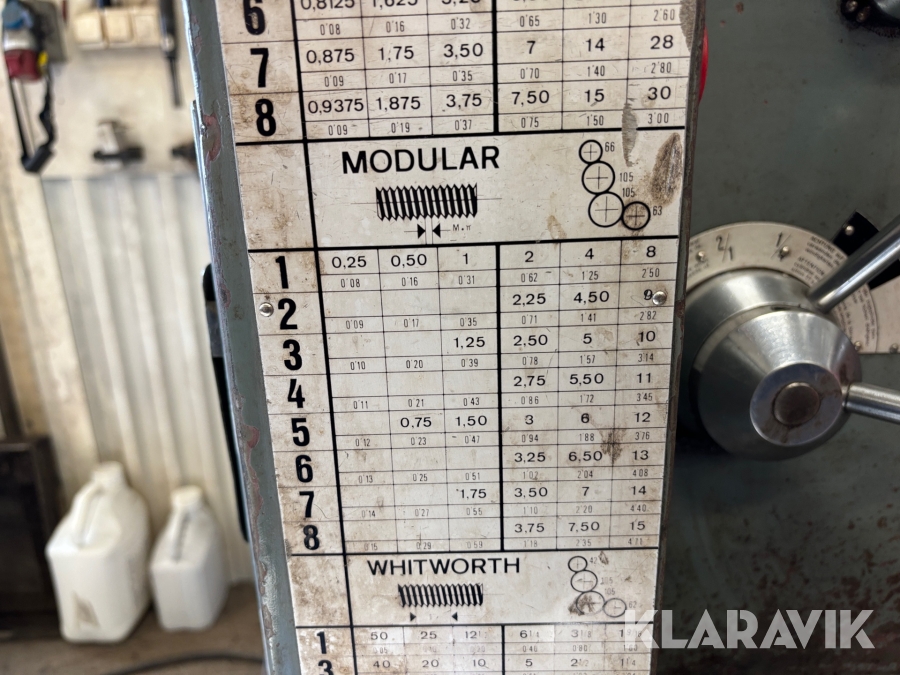 6 0,8125 1,625
0'08 0'16 0'32 0'65 1'30 2'60
7 0,875 1,75 3,50 7 14 28
0'09 0'17 0'35 0'70 1'40 2'80
8 0,9375 1,875 3,75 7,50 15 30
0'09 0'19 0'37 0'75 1'50 3'00
MODULAR
66
105
105
63
M.π
1 0,25 0,50 1 2 4 8
0'08 0'16 0'31 0'62 1'25 2'50
2 2,25 4,50 9
0'09 0'17 0'35 0'71 1'41 2'82
3 1,25 2,50 5 10
0'10 0'20 0'39 0'78 1'57 3'14
4 2,75 5,50 11
0'11 0'21 0'43 0'86 1'72 3'45
5 0,75 1,50 3 6 12
0'12 0'23 0'47 0'94 1'88 3'76
6 3,25 6,50 13
0'13 0'25 0'51 1'02 2'04 4'08
7 1,75 3,50 7 14
0'14 0'27 0'55 1'10 2'20 4'40
8 3,75 7,50 15
0'15 0'29 0'59 1'18 2'35 4'71
WHITWORTH
1 50 25
3 40 20 10 5
2/1
ATTENTION
KLARAVIK